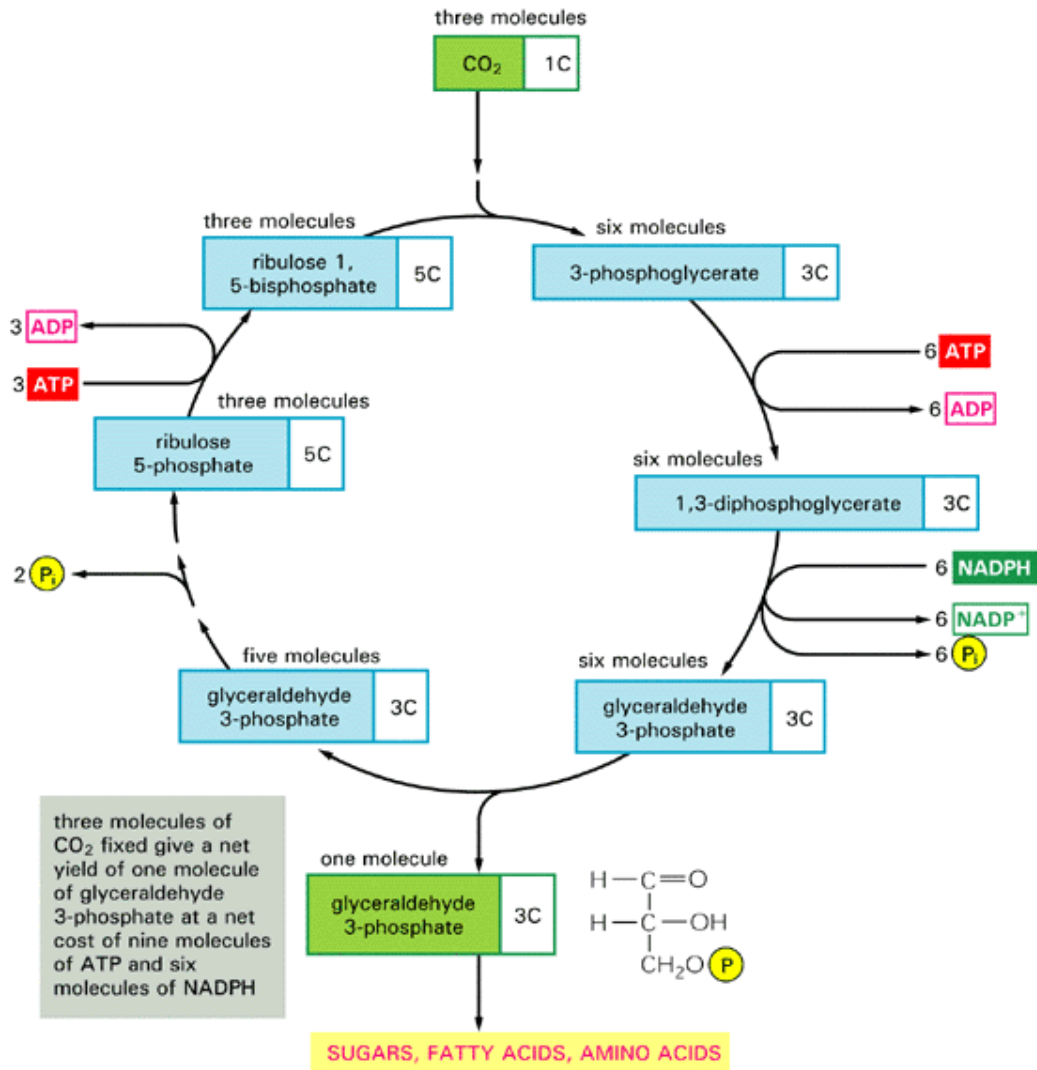 three molecules
CO₂ 1C
three molecules
ribulose 1,
5-bisphosphate
5C
six molecules
3-phosphoglycerate 3C
3 ADP
3 ATP
6 ATP
6 ADP
three molecules
ribulose
5-phosphate
5C
six molecules
1,3-diphosphoglycerate 3C
2 Pi
6 NADPH
6 NADP⁺
6 Pi
five molecules
glyceraldehyde
3-phosphate
3C
six molecules
glyceraldehyde
3-phosphate
3C
three molecules of
CO₂ fixed give a net
yield of one molecule
of glyceraldehyde
3-phosphate at a net
cost of nine molecules
of ATP and six
molecules of NADPH
one molecule
glyceraldehyde
3-phosphate
3C
H—C=O
H—C—OH
CH₂O P
SUGARS, FATTY ACIDS, AMINO ACIDS